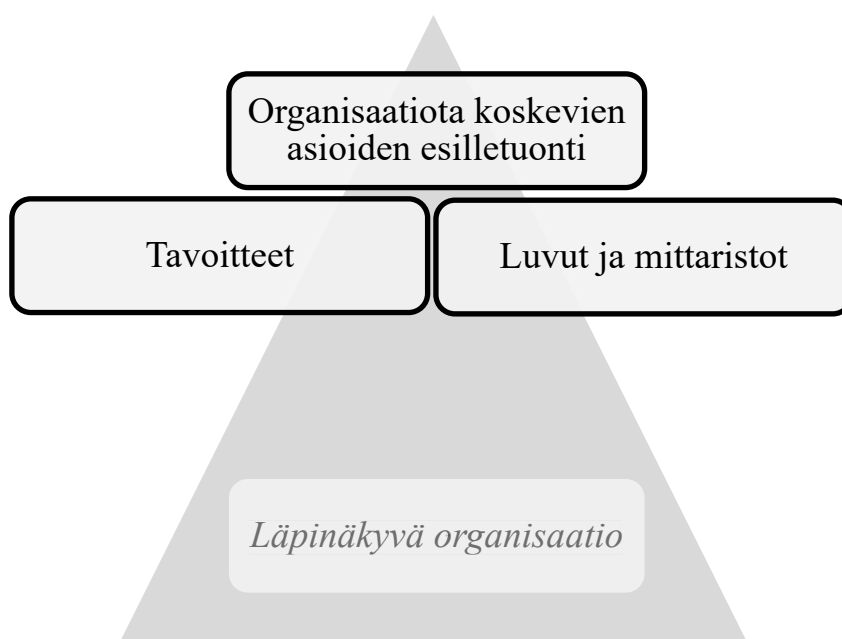 Organisaatiota koskevien
asioiden esilletuonti
Tavoitteet
Luvut ja mittaristot
Läpinäkyvä organisaatio